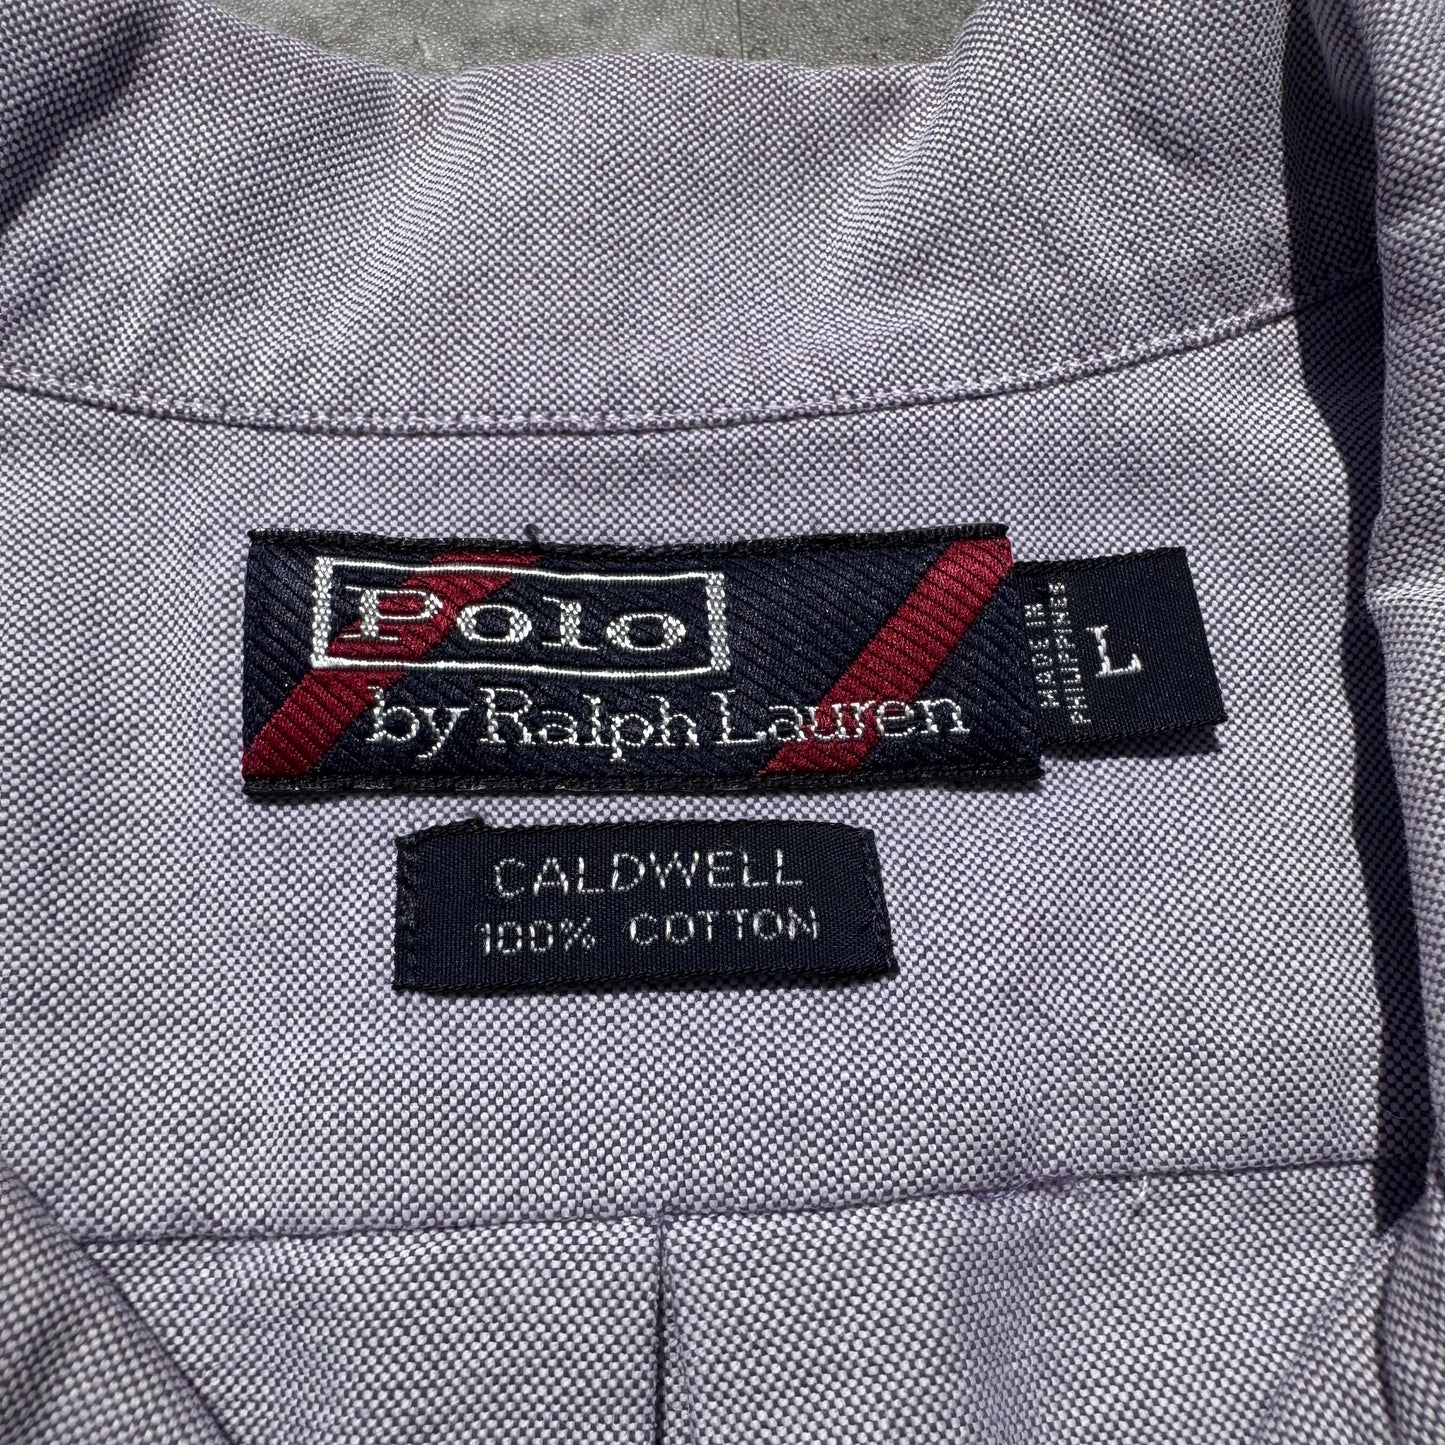 Polo
by Ralph Lauren
MADE IN
PHILIPPINES
L
CALDWELL
100% COTTON